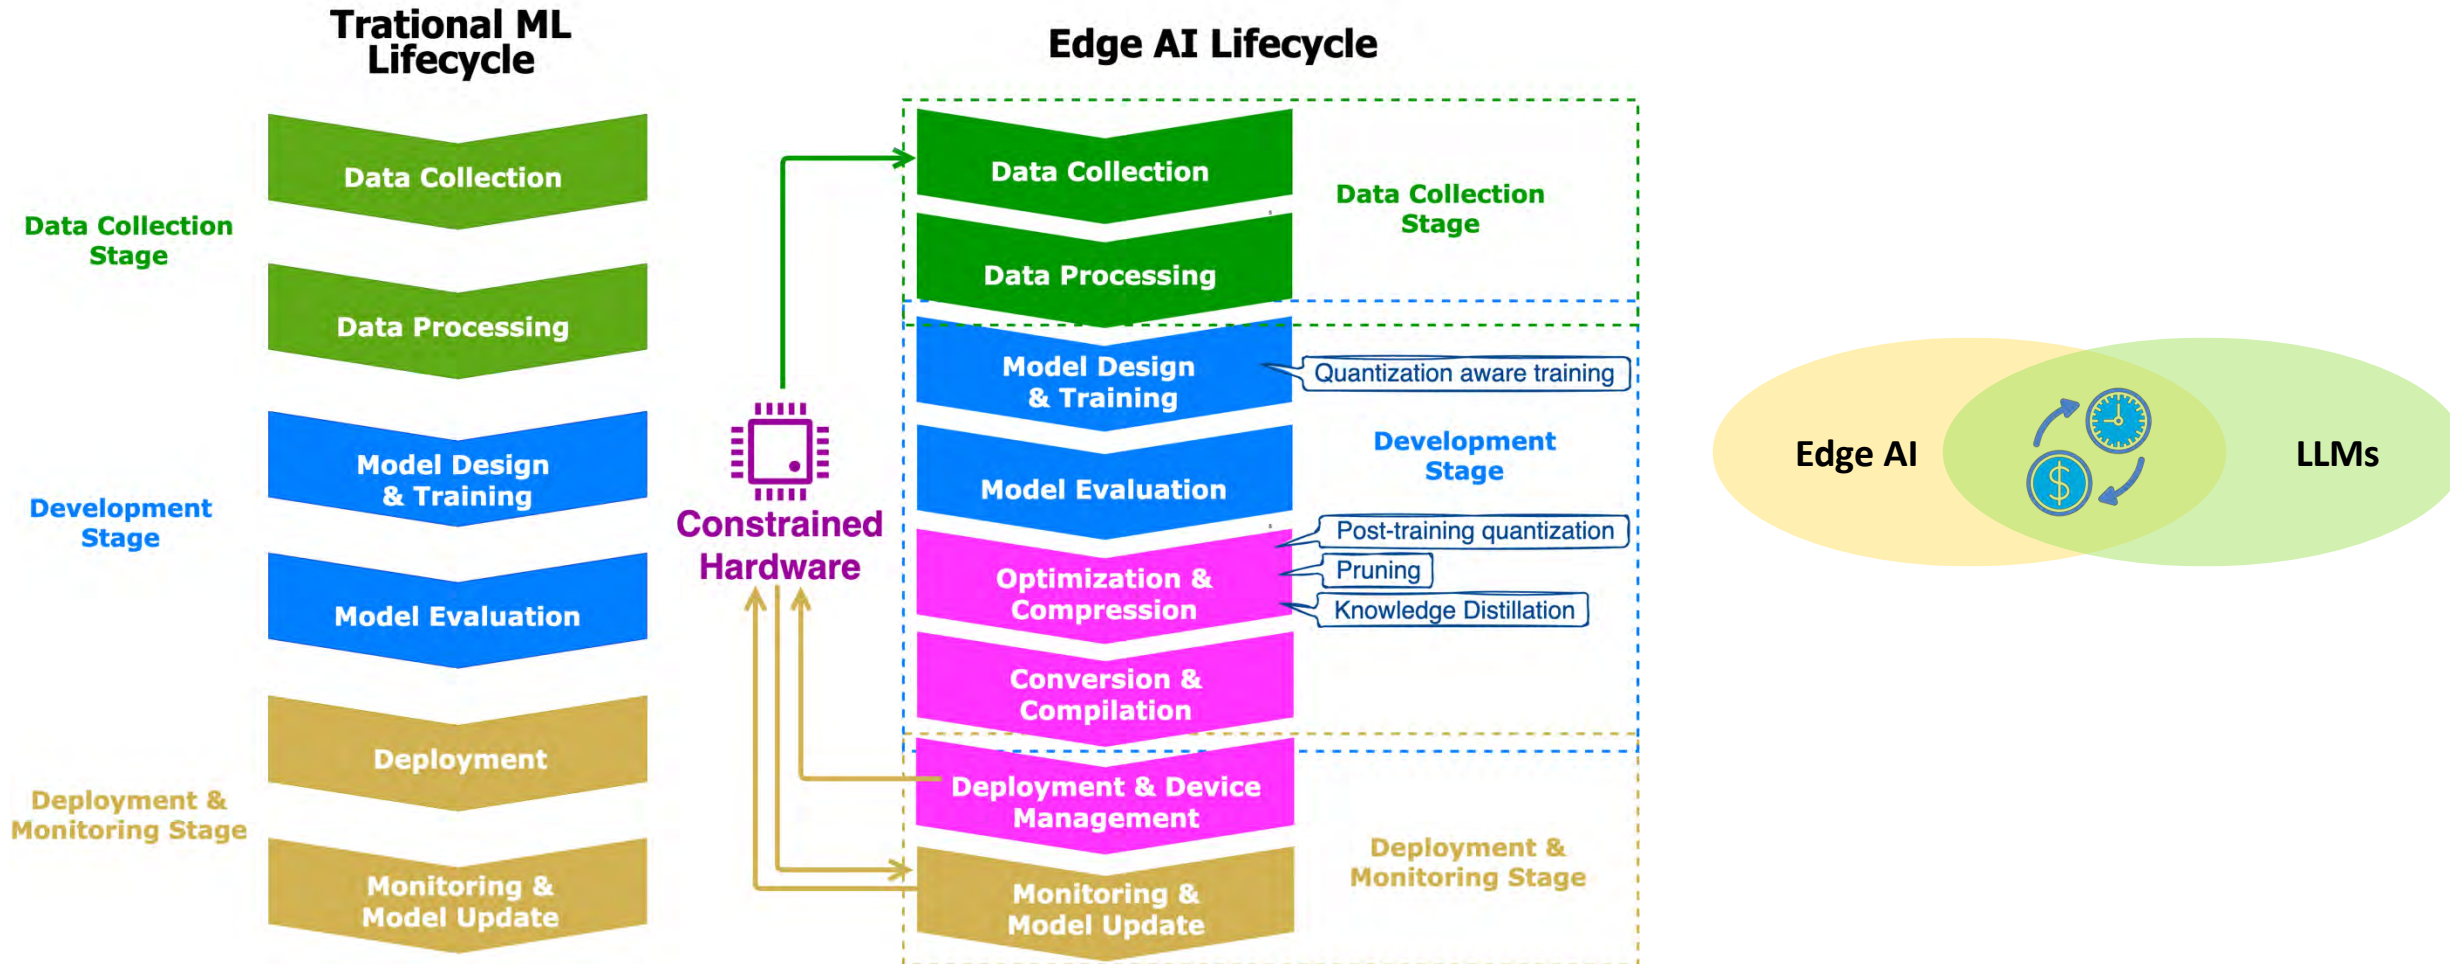 Trational ML
Lifecycle
Data Collection
Stage
Data Collection
Data Processing
Development
Stage
Model Design
& Training
Model Evaluation
Deployment &
Monitoring Stage
Deployment
Monitoring &
Model Update
Constrained
Hardware
Edge AI Lifecycle
Data Collection
Data Processing
Data Collection
Stage
Model Design
& Training
Quantization aware training
Model Evaluation
Development
Stage
Optimization &
Compression
Post-training quantization
Pruning
Knowledge Distillation
Conversion &
Compilation
Deployment & Device
Management
Monitoring &
Model Update
Deployment &
Monitoring Stage
Edge AI
$
LLMs